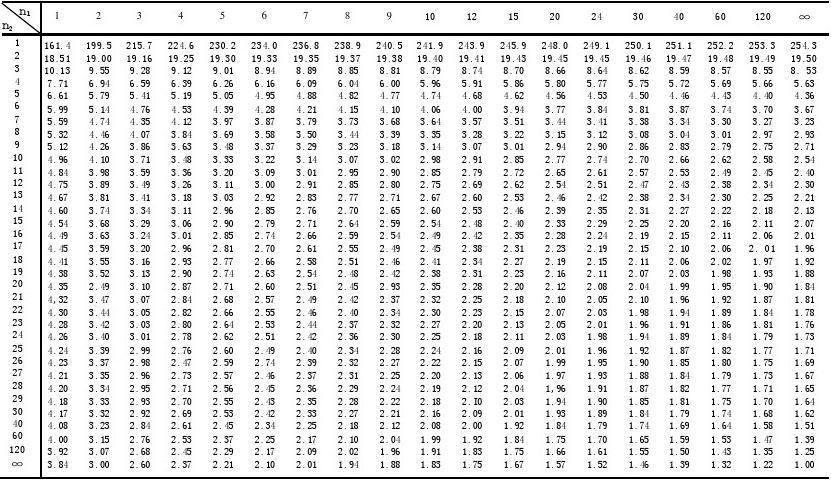 n₁
n₂ 1 2 3 4 5 6 7 8 9 10 12 15 20 24 30 40 60 120 ∞
1 161.4 199.5 215.7 224.6 230.2 234.0 236.8 238.9 240.5 241.9 243.9 245.9 248.0 249.1 250.1 251.1 252.2 253.3 254.3
2 18.51 19.00 19.16 19.25 19.30 19.33 19.35 19.37 19.38 19.40 19.41 19.43 19.45 19.45 19.46 19.47 19.48 19.49 19.50
3 10.13 9.55 9.28 9.12 9.01 8.94 8.89 8.85 8.81 8.79 8.74 8.70 8.66 8.64 8.62 8.59 8.57 8.55 8.53
4 7.71 6.94 6.59 6.39 6.26 6.16 6.09 6.04 6.00 5.96 5.91 5.86 5.80 5.77 5.75 5.72 5.69 5.66 5.63
5 6.61 5.79 5.41 5.19 5.05 4.95 4.88 4.82 4.77 4.74 4.68 4.62 4.56 4.53 4.50 4.46 4.43 4.40 4.36
6 5.99 5.14 4.76 4.53 4.39 4.28 4.21 4.15 4.10 4.06 4.00 3.94 3.77 3.84 3.81 3.87 3.74 3.70 3.67
7 5.59 4.74 4.35 4.12 3.97 3.87 3.79 3.73 3.68 3.64 3.57 3.51 3.44 3.41 3.38 3.34 3.30 3.27 3.23
8 5.32 4.46 4.07 3.84 3.69 3.58 3.50 3.44 3.39 3.35 3.28 3.22 3.15 3.12 3.08 3.04 3.01 2.97 2.93
9 5.12 4.26 3.86 3.63 3.48 3.37 3.29 3.23 3.18 3.14 3.07 3.01 2.94 2.90 2.86 2.83 2.79 2.75 2.71
10 4.96 4.10 3.71 3.48 3.33 3.22 3.14 3.07 3.02 2.98 2.91 2.85 2.77 2.74 2.70 2.66 2.62 2.58 2.54
11 4.84 3.98 3.59 3.36 3.20 3.09 3.01 2.95 2.90 2.85 2.79 2.72 2.65 2.61 2.57 2.53 2.49 2.45 2.40
12 4.75 3.89 3.49 3.26 3.11 3.00 2.91 2.85 2.80 2.75 2.69 2.62 2.54 2.51 2.47 2.43 2.38 2.34 2.30
13 4.67 3.81 3.41 3.18 3.03 2.92 2.83 2.77 2.71 2.67 2.60 2.53 2.46 2.42 2.38 2.34 2.30 2.25 2.21
14 4.60 3.74 3.34 3.11 2.96 2.85 2.76 2.70 2.65 2.60 2.53 2.46 2.39 2.35 2.31 2.27 2.22 2.18 2.13
15 4.54 3.68 3.29 3.06 2.90 2.79 2.71 2.64 2.59 2.54 2.48 2.40 2.33 2.29 2.25 2.20 2.16 2.11 2.07
16 4.49 3.63 3.24 3.01 2.85 2.74 2.66 2.59 2.54 2.49 2.42 2.35 2.28 2.24 2.19 2.15 2.11 2.06 2.01
17 4.45 3.59 3.20 2.96 2.81 2.70 2.61 2.55 2.49 2.45 2.38 2.31 2.23 2.19 2.15 2.10 2.06 2.01 1.96
18 4.41 3.55 3.16 2.93 2.77 2.66 2.58 2.51 2.46 2.41 2.34 2.27 2.19 2.15 2.11 2.06 2.02 1.97 1.92
19 4.38 3.52 3.13 2.90 2.74 2.63 2.54 2.48 2.42 2.38 2.31 2.23 2.16 2.11 2.07 2.03 1.98 1.93 1.88
20 4.35 2.49 3.10 2.87 2.71 2.60 2.51 2.45 2.93 2.35 2.28 2.20 2.12 2.08 2.04 1.99 1.95 1.90 1.84
21 4,32 3.47 3.07 2.84 2.68 2.57 2.49 2.42 2.37 2.32 2.25 2.18 2.10 2.05 2.10 1.96 1.92 1.87 1.81
22 4.30 3.44 3.05 2.82 2.66 2.55 2.46 2.40 2.34 2.30 2.23 2.15 2.07 2.03 1.98 1.94 1.89 1.84 1.78
23 4.28 3.42 3.03 2.80 2.64 2.53 2.44 2.37 2.32 2.27 2.20 2.13 2.05 2.01 1.96 1.91 1.86 1.81 1.76
24 4.26 3.40 3.01 2.78 2.62 2.51 2.42 2.36 2.30 2.25 2.18 2.11 2.03 1.98 1.94 1.89 1.84 1.79 1.73
25 4.24 3.39 2.99 2.76 2.60 2.49 2.40 2.34 2.28 2.24 2.16 2.09 2.01 1.96 1.92 1.87 1.82 1.77 1.71
26 4.23 3.37 2.98 2.47 2.59 2.74 2.39 2.32 2.27 2.22 2.15 2.07 1.99 1.95 1.90 1.85 1.80 1.75 1.69
27 4.21 3.35 2.96 2.73 2.57 2.46 2.37 2.31 2.25 2.20 2.13 2.06 1.97 1.93 1.88 1.84 1.79 1.73 1.67
28 4.20 3.34 2.95 2.71 2.56 2.45 2.36 2.29 2.24 2.19 2.12 2.04 1.96 1.91 1.87 1.82 1.77 1.71 1.65
29 4.18 3.33 2.93 2.70 2.55 2.43 2.35 2.28 2.22 2.18 2.10 2.03 1.94 1.90 1.85 1.81 1.75 1.70 1.64
30 4.17 3.32 2.92 2.69 2.53 2.42 2.33 2.27 2.21 2.16 2.09 2.01 1.93 1.89 1.84 1.79 1.74 1.68 1.62
40 4.08 3.23 2.84 2.61 2.45 2.34 2.25 2.18 2.12 2.08 2.00 1.92 1.84 1.79 1.74 1.69 1.64 1.58 1.51
60 4.00 3.15 2.76 2.53 2.37 2.25 2.17 2.10 2.04 1.99 1.92 1.84 1.75 1.70 1.65 1.59 1.53 1.47 1.39
120 3.92 3.07 2.68 2.45 2.29 2.17 2.09 2.02 1.96 1.91 1.83 1.75 1.66 1.61 1.55 1.50 1.43 1.35 1.25
∞ 3.84 3.00 2.60 2.37 2.21 2.10 2.01 1.94 1.88 1.83 1.75 1.67 1.57 1.52 1.46 1.39 1.32 1.22 1.00